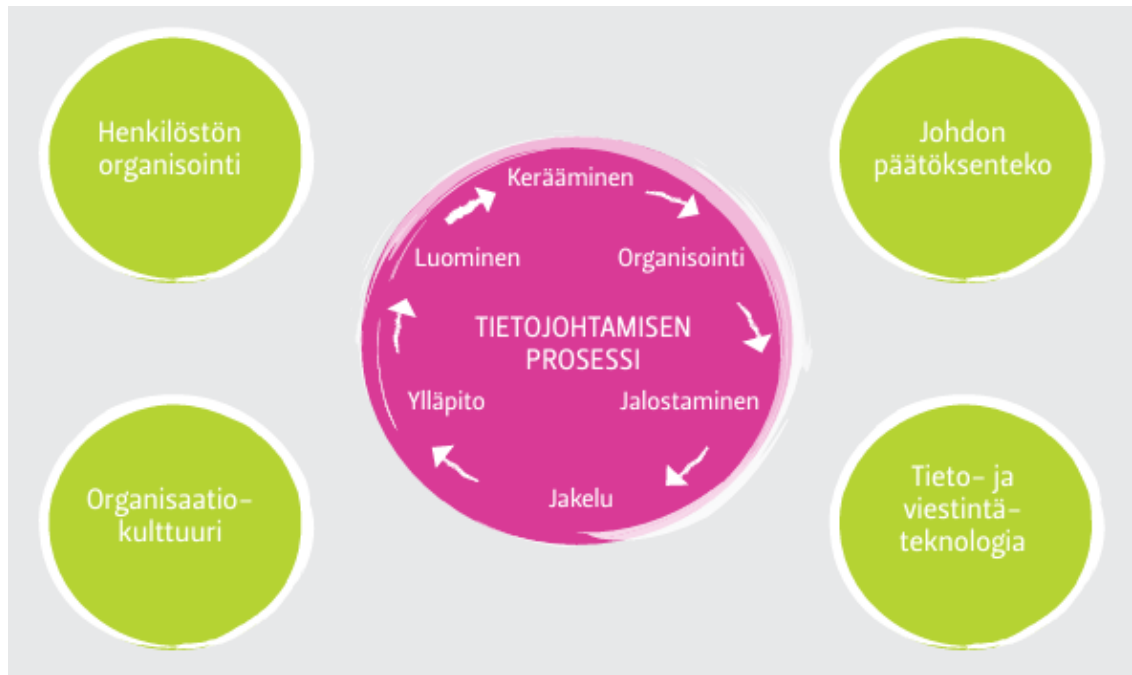 Henkilöstön
organisointi
Johdon
päätöksenteko
Kerääminen
Luominen
Organisointi
TIETOJOHTAMISEN
PROSESSI
Ylläpito
Jalostaminen
Jakelu
Organisaatio-
kulttuuri
Tieto- ja
viestintä-
teknologia